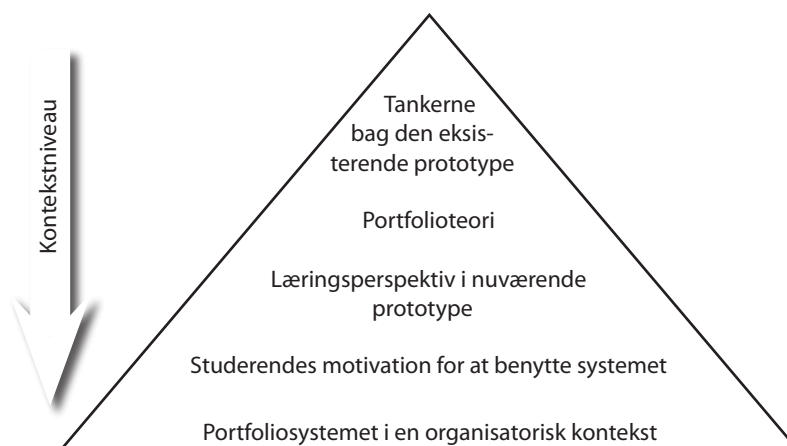 Kontekstniveau
Tankerne
bag den eksis-
terende prototype
Portfolioteori
Læringsperspektiv i nuværende
prototype
Studerendes motivation for at benytte systemet
Portfoliosystemet i en organisatorisk kontekst